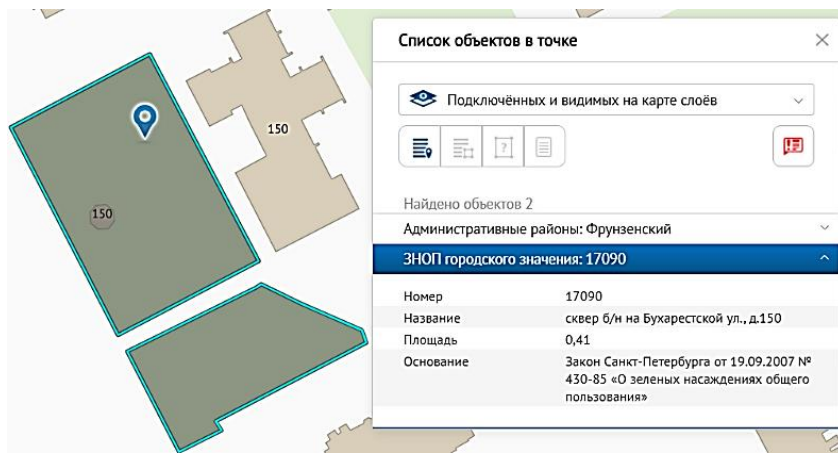 150
150
Список объектов в точке
Подключённых и видимых на карте слоёв
?
Найдено объектов 2
Административные районы: Фрунзенский
ЗНОП городского значения: 17090
Номер 17090
Название сквер б/н на Бухарестской ул., д.150
Площадь 0,41
Основание Закон Санкт-Петербурга от 19.09.2007 №
430-85 «О зеленых насаждениях общего
пользования»